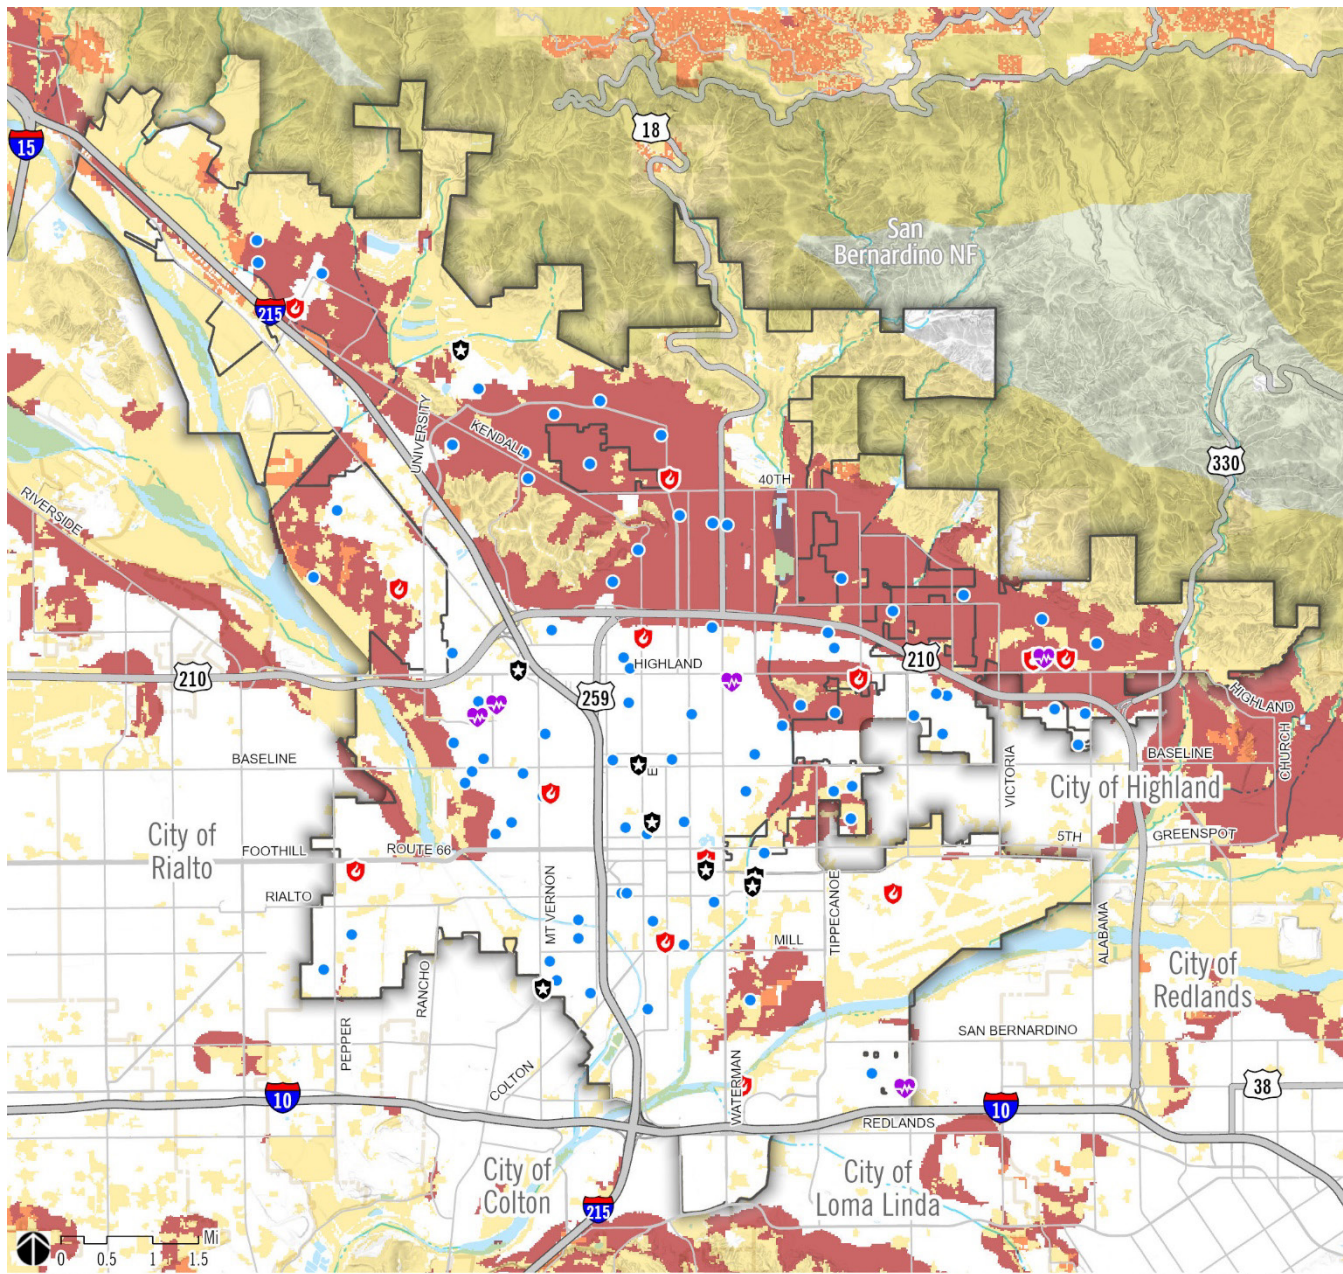 18
15
San
Bernardino NF
215
UNIVERSITY
KENDALL
40TH
330
RIVERSIDE
210
HIGHLAND
210
259
HIGHLAND
CHURCH
BASELINE
E
VICTORIA
BASELINE
City of Highland
City of
Rialto
FOOTHILL
ROUTE 66
5TH
GREENSPOT
RIALTO
MT VERNON
TIPPECANOE
MILL
ALABAMA
City of
Redlands
RANCHO
PEPPER
SAN BERNARDINO
COLTON
WATERMAN
10
10
38
REDLANDS
City of
Colton
City of
Loma Linda
215
Mi
0 0.5 1 1.5